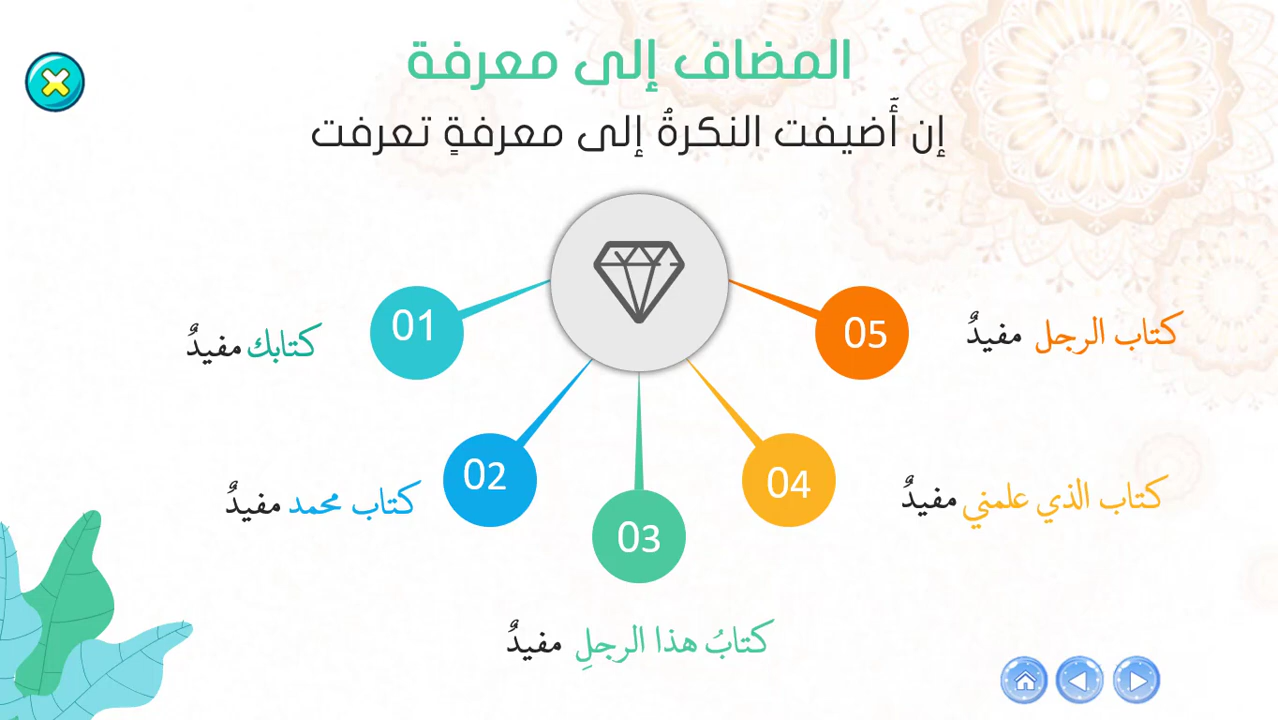 المضاف إلى معرفة
إن أَضيفت النكرةُ إلى معرفةٍ تعرفت
01
كتابك مفيدٌ
02
كتاب محمد مفيدٌ
03
كتابُ هذا الرجلِ مفيدٌ
04
كتاب الذي علمني مفيدٌ
05
كتاب الرجل مفيدٌ